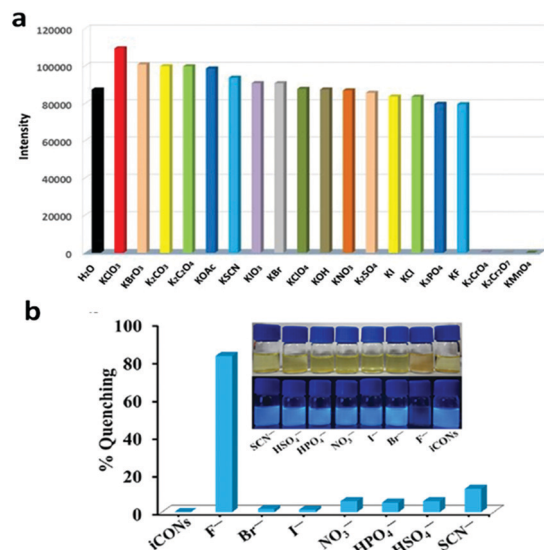 a
Intensity
120000
100000
80000
60000
40000
20000
0
H₂O
KClO₃
KBrO₃
K₂CO₃
K₂C₂O₄
KOAc
KSCN
KIO₃
KBr
KClO₄
KOH
KNO₃
K₂SO₄
KI
KCl
K₃PO₄
KF
K₂CrO₄
K₂Cr₂O₇
KMnO₄
b
% Quenching
100
80
60
40
20
0
SCN⁻
HSO₄⁻
HPO₄⁻
NO₃⁻
I⁻
Br⁻
F⁻
iCONs
iCONs
F⁻
Br⁻
I⁻
NO₃⁻
HPO₄⁻
HSO₄⁻
SCN⁻